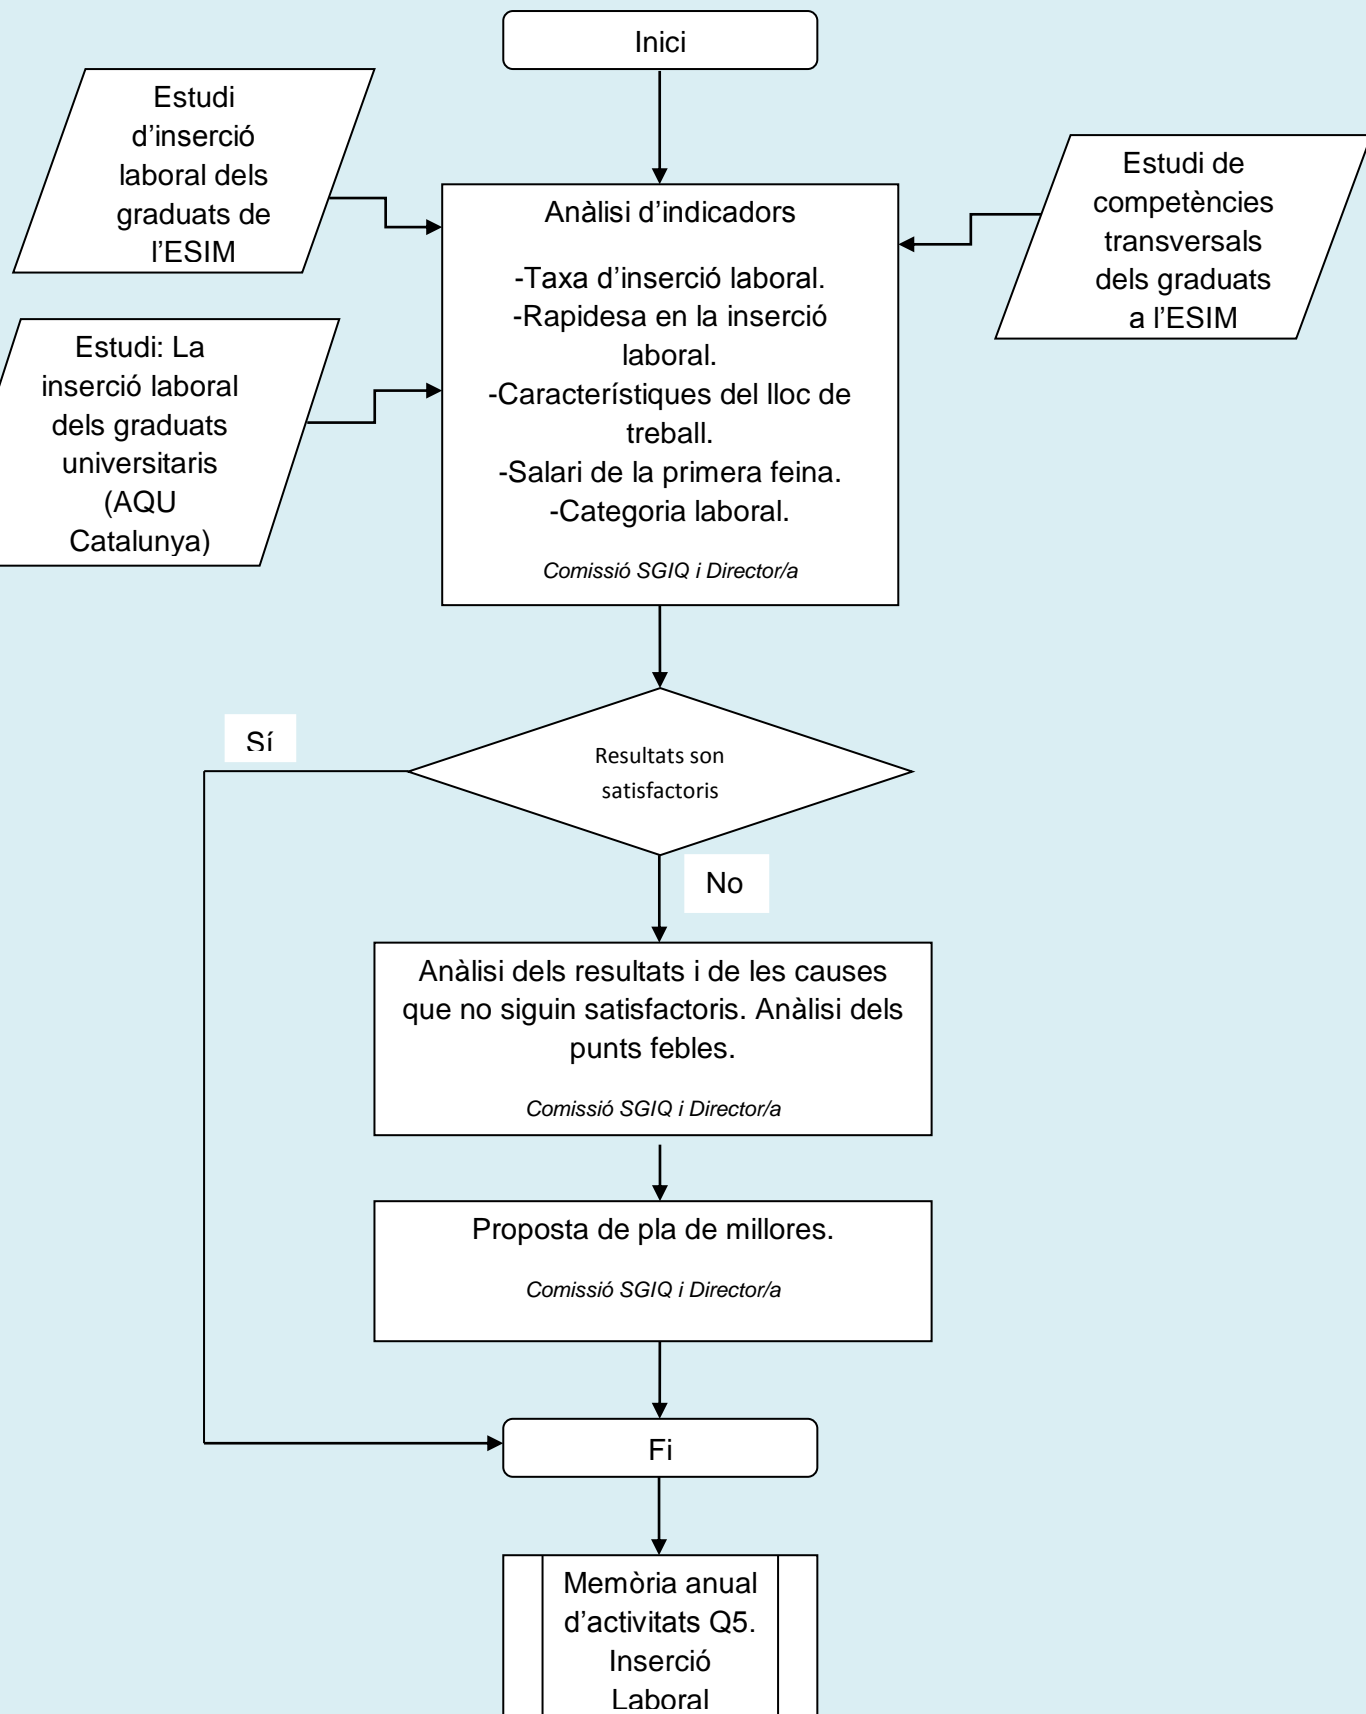 Inici
Estudi
d’inserció
laboral dels
graduats de
l’ESIM
Estudi de
competències
transversals
dels graduats
a l’ESIM
Anàlisi d’indicadors
-Taxa d’inserció laboral.
-Rapidesa en la inserció
laboral.
-Característiques del lloc de
treball.
-Salari de la primera feina.
-Categoria laboral.
Comissió SGIQ i Director/a
Estudi: La
inserció laboral
dels graduats
universitaris
(AQU
Catalunya)
Sí
Resultats son
satisfactoris
No
Anàlisi dels resultats i de les causes
que no siguin satisfactoris. Anàlisi dels
punts febles.
Comissió SGIQ i Director/a
Proposta de pla de millores.
Comissió SGIQ i Director/a
Fi
Memòria anual
d’activitats Q5.
Inserció
Laboral